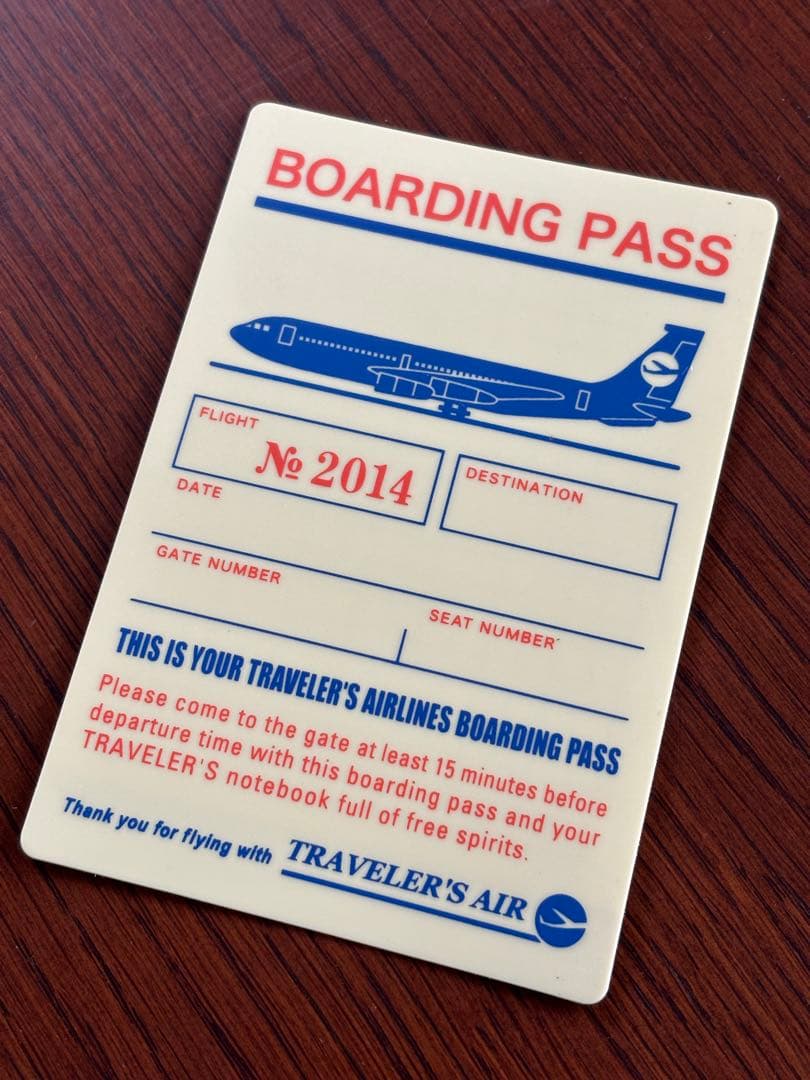 BOARDING PASS
FLIGHT
№ 2014
DESTINATION
DATE
GATE NUMBER
SEAT NUMBER
THIS IS YOUR TRAVELER'S AIRLINES BOARDING PASS
Please come to the gate at least 15 minutes before
departure time with this boarding pass and your
TRAVELER'S notebook full of free spirits.
Thank you for flying with TRAVELER'S AIR